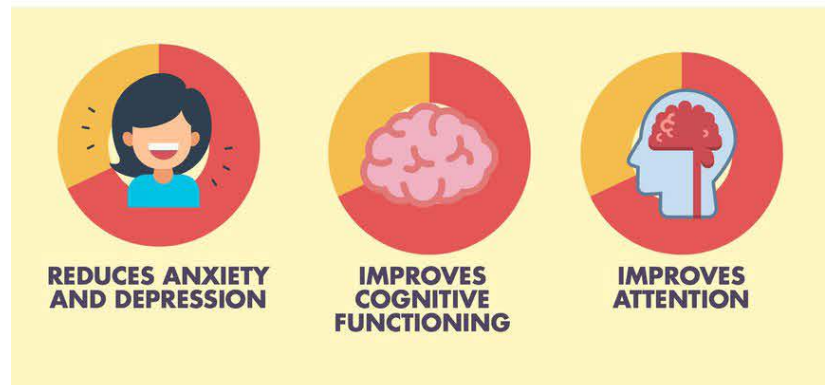 REDUCES ANXIETY
AND DEPRESSION
IMPROVES
COGNITIVE
FUNCTIONING
IMPROVES
ATTENTION